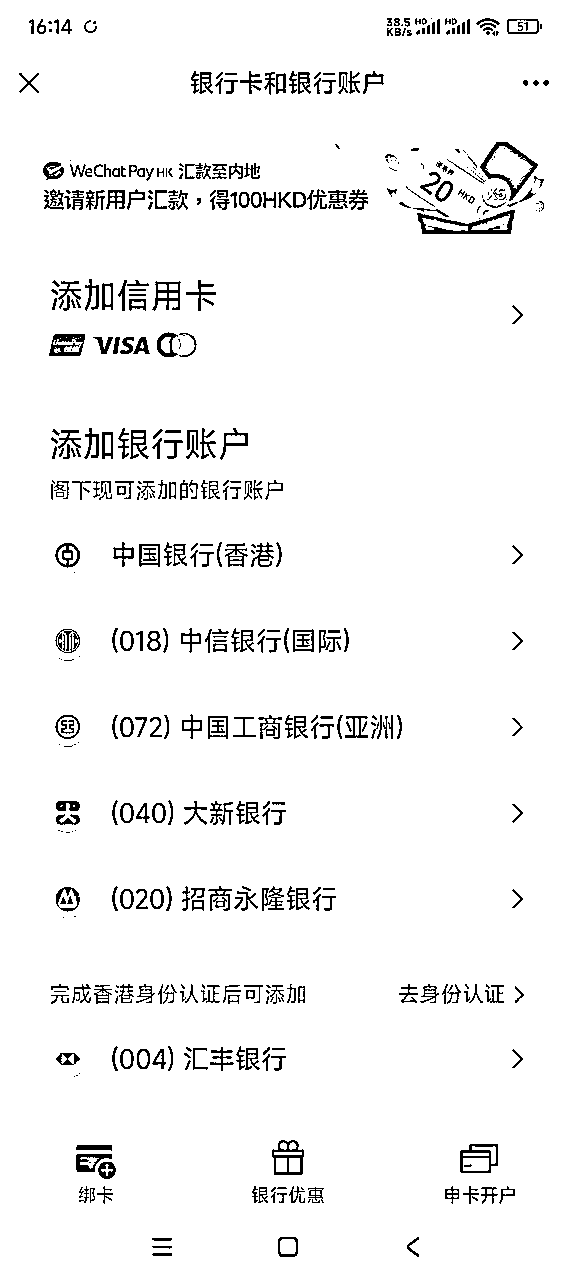 16:14
38.5 KB/s HD HD 51
银行卡和银行账户
WeChat Pay HK 汇款至内地
邀请新用户汇款，得100HKD优惠券
20 HKD
添加信用卡
VISA
添加银行账户
阁下现可添加的银行账户
中国银行(香港)
(018) 中信银行(国际)
(072) 中国工商银行(亚洲)
(040) 大新银行
(020) 招商永隆银行
完成香港身份认证后可添加 去身份认证
(004) 汇丰银行
绑卡 银行优惠 申卡开户